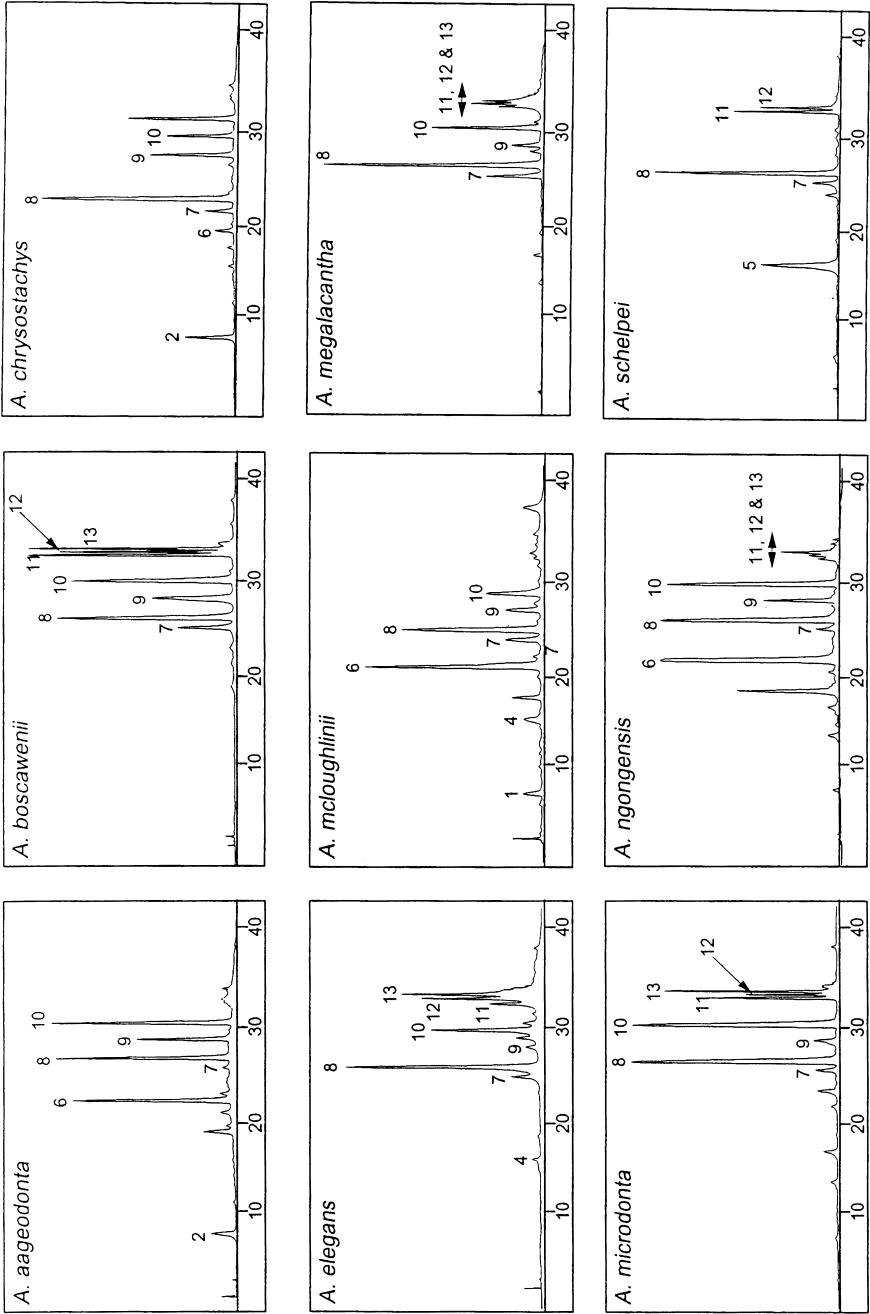 A. aageodonta
2
6
7
8
9
10
10 20 30 40
A. boscawenii
7
8
9
10
11
12
13
10 20 30 40
A. chrysostachys
2
6
7
8
9
10
10 20 30 40
A. elegans
4
7
8
9
10
11
12
13
10 20 30 40
A. mcloughlinii
1
4
6
7
7
8
9
10
10 20 30 40
A. megalacantha
7
8
9
10
11, 12 & 13
10 20 30 40
A. microdonta
7
8
9
10
11
12
13
10 20 30 40
A. ngongensis
6
7
8
9
10
11, 12 & 13
10 20 30 40
A. schelpei
5
7
8
11
12
10 20 30 40